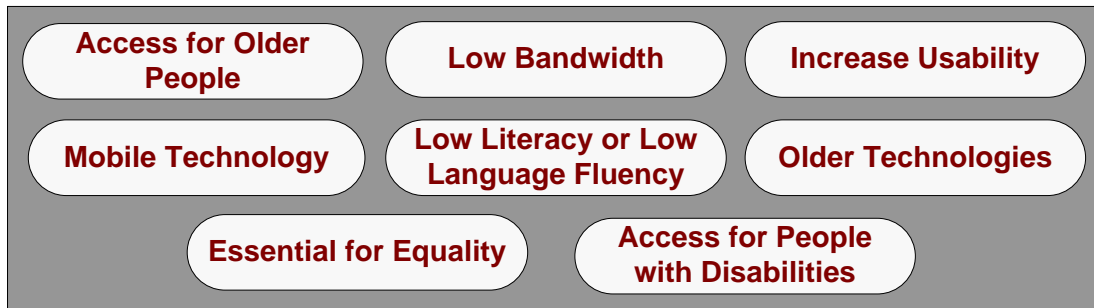 Access for Older
People
Low Bandwidth
Increase Usability
Mobile Technology
Low Literacy or Low
Language Fluency
Older Technologies
Essential for Equality
Access for People
with Disabilities